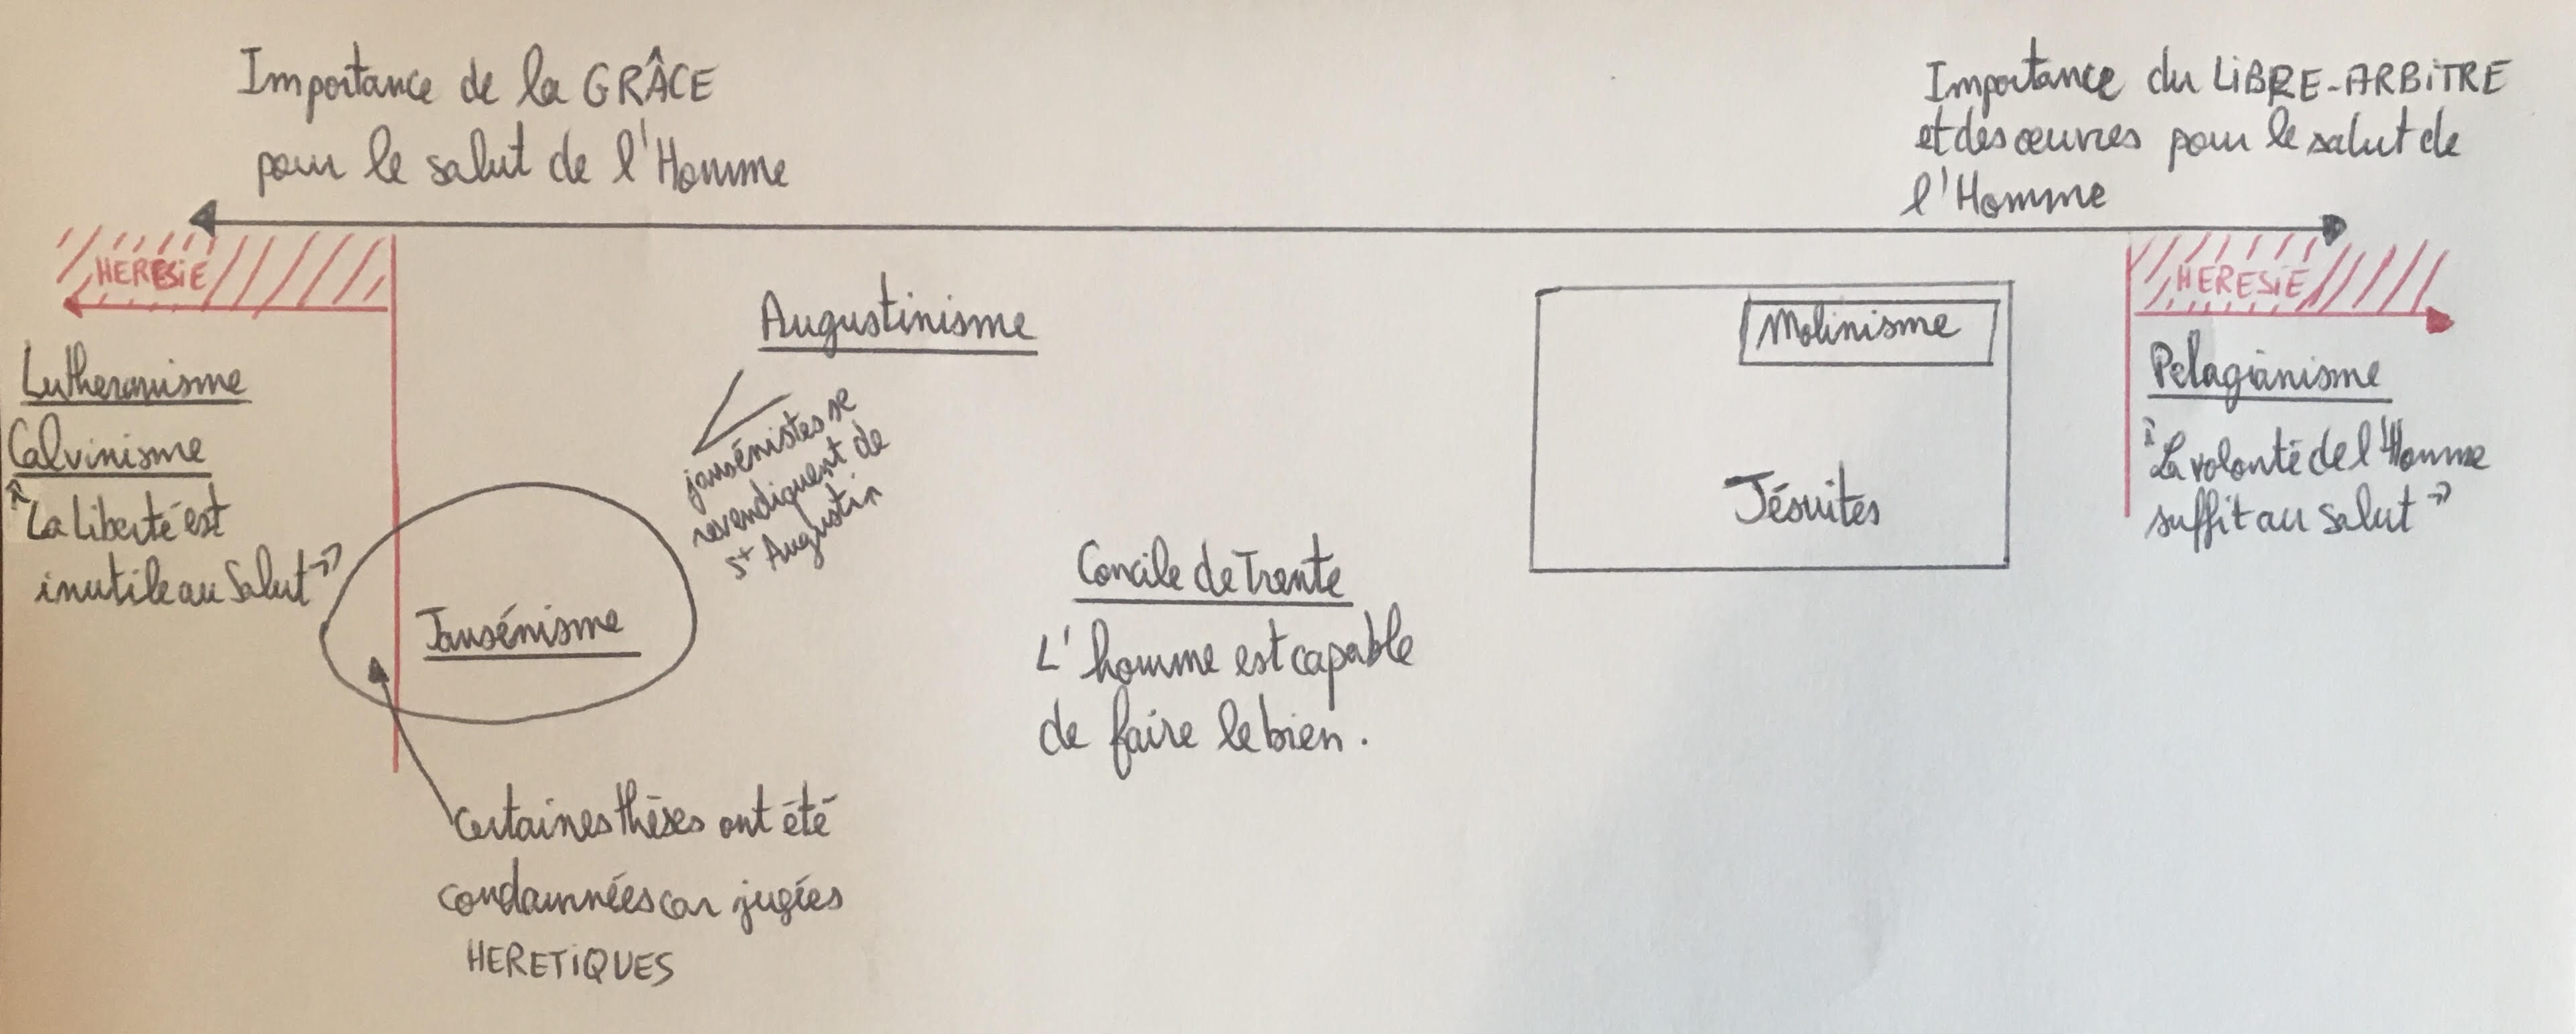 Importance de la GRÂCE
pour le salut de l'Homme
Importance du LiBRE-ARBiTRE
et des œuvres pour le salut de
l'Homme
HERESiE
HERESiE
Lutheranisme
Calvinisme
"La Liberté est
inutile au Salut"
Augustinisme
jansénistes se
revendiquent de
St Augustin
Jansénisme
Certaines thèses ont été
condamnées car jugées
HERETiQUES
Concile de Trente
L'homme est capable
de faire le bien.
Molinisme
Jésuites
Pelagianisme
"La volonté de l'Homme
suffit au salut"